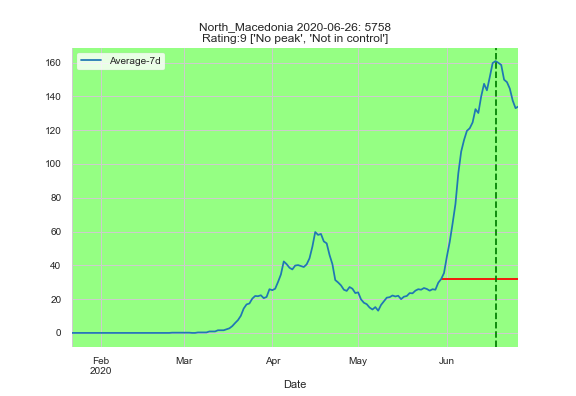 North_Macedonia 2020-06-26: 5758
Rating:9 ['No peak', 'Not in control']
Average-7d
160
140
120
100
80
60
40
20
0
Feb Mar Apr May Jun
2020
Date